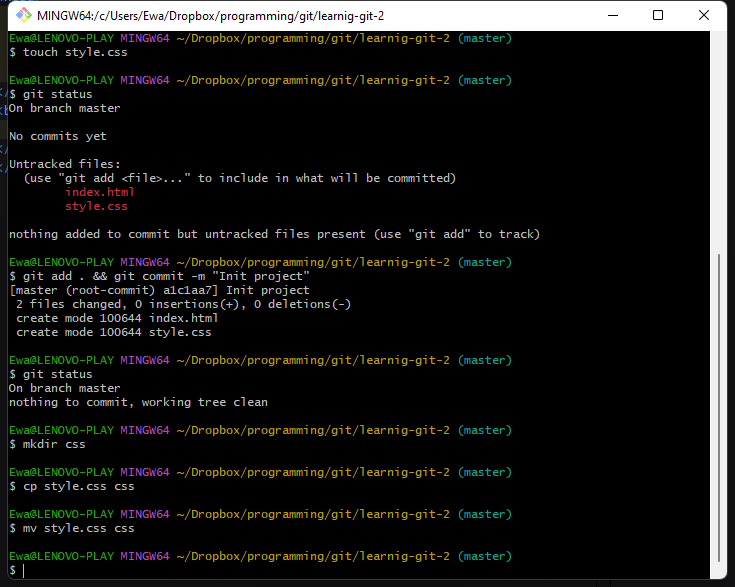 MINGW64:/c/Users/Ewa/Dropbox/programming/git/learnig-git-2
Ewa@LENOVO-PLAY MINGW64 ~/Dropbox/programming/git/learnig-git-2 (master)
$ touch style.css
Ewa@LENOVO-PLAY MINGW64 ~/Dropbox/programming/git/learnig-git-2 (master)
$ git status
On branch master
No commits yet
Untracked files:
  (use "git add <file>..." to include in what will be committed)
        index.html
        style.css
nothing added to commit but untracked files present (use "git add" to track)
Ewa@LENOVO-PLAY MINGW64 ~/Dropbox/programming/git/learnig-git-2 (master)
$ git add . && git commit -m "Init project"
[master (root-commit) a1c1aa7] Init project
 2 files changed, 0 insertions(+), 0 deletions(-)
 create mode 100644 index.html
 create mode 100644 style.css
Ewa@LENOVO-PLAY MINGW64 ~/Dropbox/programming/git/learnig-git-2 (master)
$ git status
On branch master
nothing to commit, working tree clean
Ewa@LENOVO-PLAY MINGW64 ~/Dropbox/programming/git/learnig-git-2 (master)
$ mkdir css
Ewa@LENOVO-PLAY MINGW64 ~/Dropbox/programming/git/learnig-git-2 (master)
$ cp style.css css
Ewa@LENOVO-PLAY MINGW64 ~/Dropbox/programming/git/learnig-git-2 (master)
$ mv style.css css
Ewa@LENOVO-PLAY MINGW64 ~/Dropbox/programming/git/learnig-git-2 (master)
$